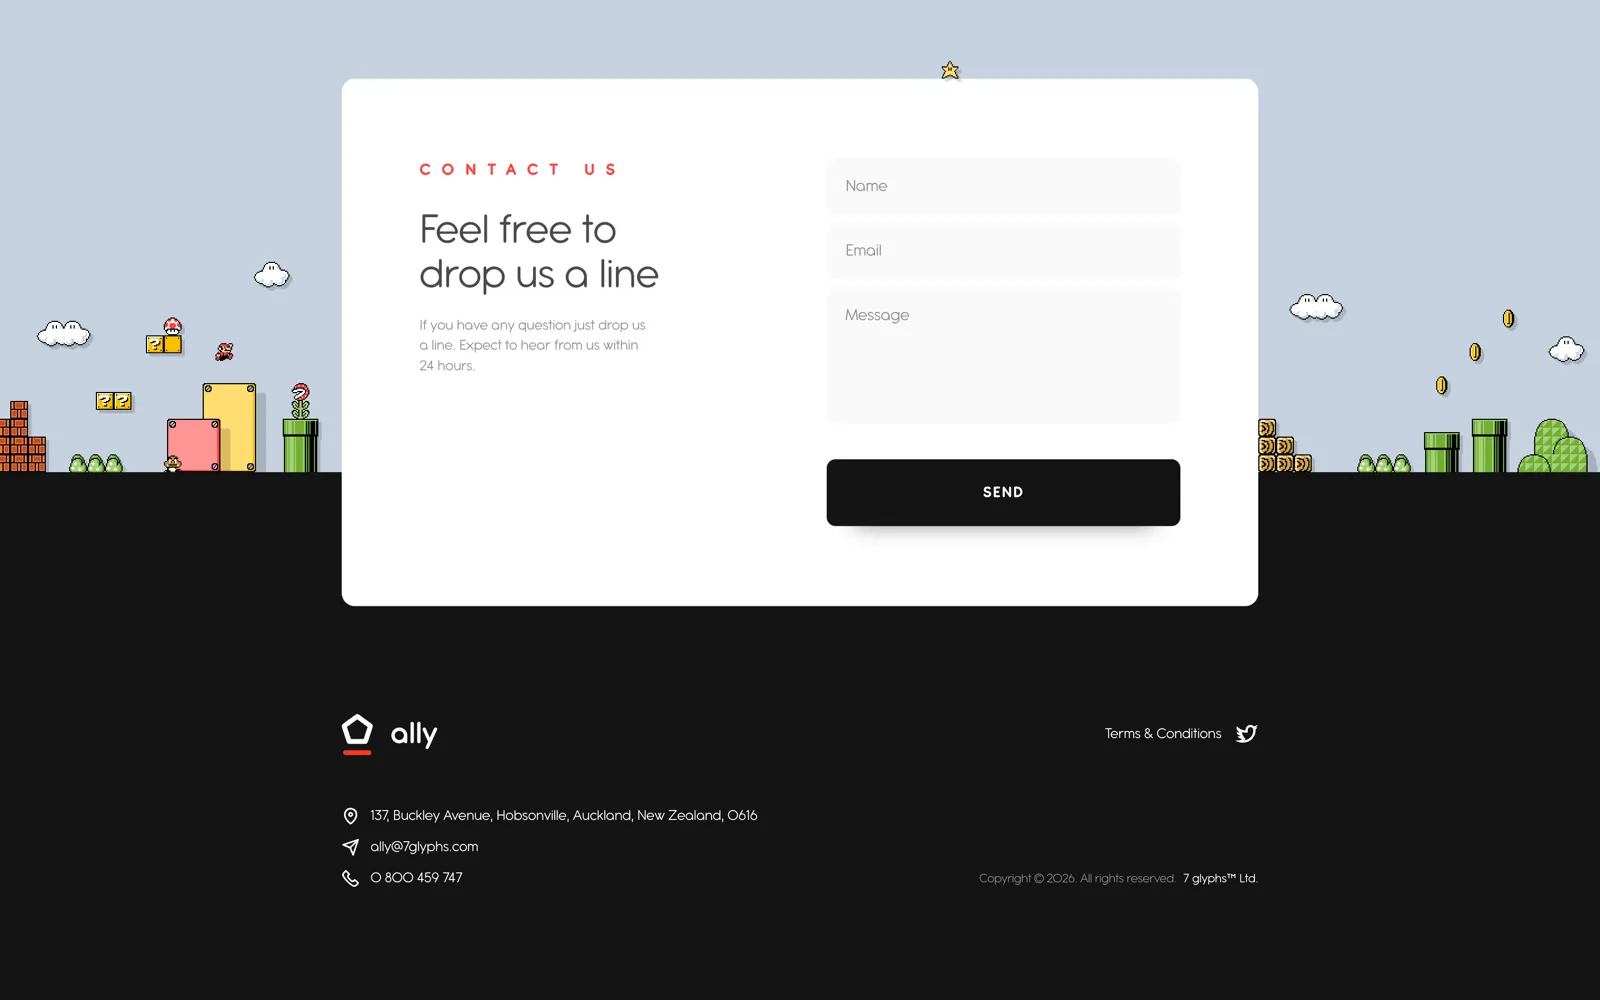 CONTACT US
Feel free to
drop us a line
If you have any question just drop us
a line. Expect to hear from us within
24 hours.
Name
Email
Message
SEND
? 
? ?
ally
Terms & Conditions
137, Buckley Avenue, Hobsonville, Auckland, New Zealand, 0616
ally@7glyphs.com
0 800 459 747
Copyright © 2026. All rights reserved. 7 glyphs™ Ltd.